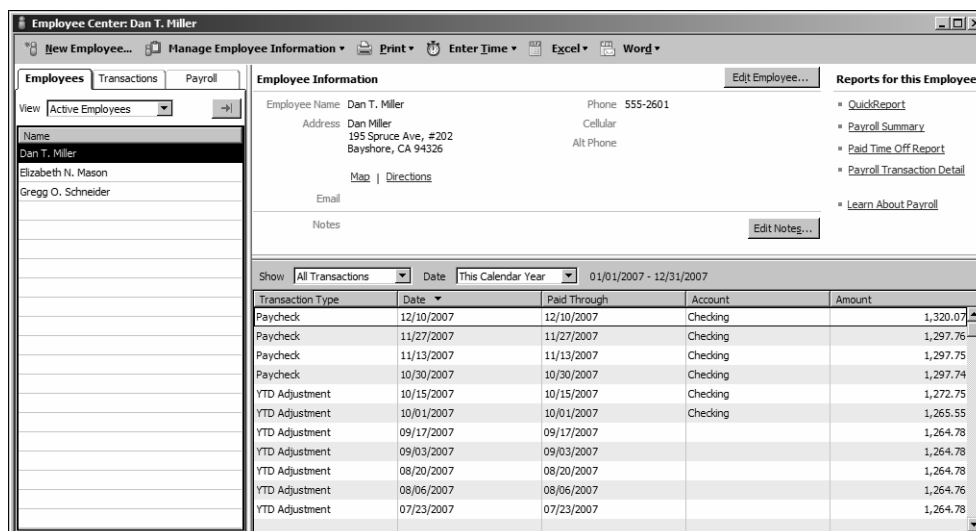 Employee Center: Dan T. Miller
New Employee... Manage Employee Information Print Enter Time Excel Word
Employees Transactions Payroll
View Active Employees
Name
Dan T. Miller
Elizabeth N. Mason
Gregg O. Schneider
Employee Information Edit Employee...
Employee Name Dan T. Miller Phone 555-2601
Address Dan Miller Cellular
195 Spruce Ave, #202 Alt Phone
Bayshore, CA 94326
Map | Directions
Email
Notes Edit Notes...
Reports for this Employee
QuickReport
Payroll Summary
Paid Time Off Report
Payroll Transaction Detail
Learn About Payroll
Show All Transactions Date This Calendar Year 01/01/2007 - 12/31/2007
Transaction Type Date Paid Through Account Amount
Paycheck 12/10/2007 12/10/2007 Checking 1,320.07
Paycheck 11/27/2007 11/27/2007 Checking 1,297.76
Paycheck 11/13/2007 11/13/2007 Checking 1,297.75
Paycheck 10/30/2007 10/30/2007 Checking 1,297.74
YTD Adjustment 10/15/2007 10/15/2007 Checking 1,272.75
YTD Adjustment 10/01/2007 10/01/2007 Checking 1,265.55
YTD Adjustment 09/17/2007 09/17/2007 1,264.78
YTD Adjustment 09/03/2007 09/03/2007 1,264.78
YTD Adjustment 08/20/2007 08/20/2007 1,264.78
YTD Adjustment 08/06/2007 08/06/2007 1,264.76
YTD Adjustment 07/23/2007 07/23/2007 1,264.78